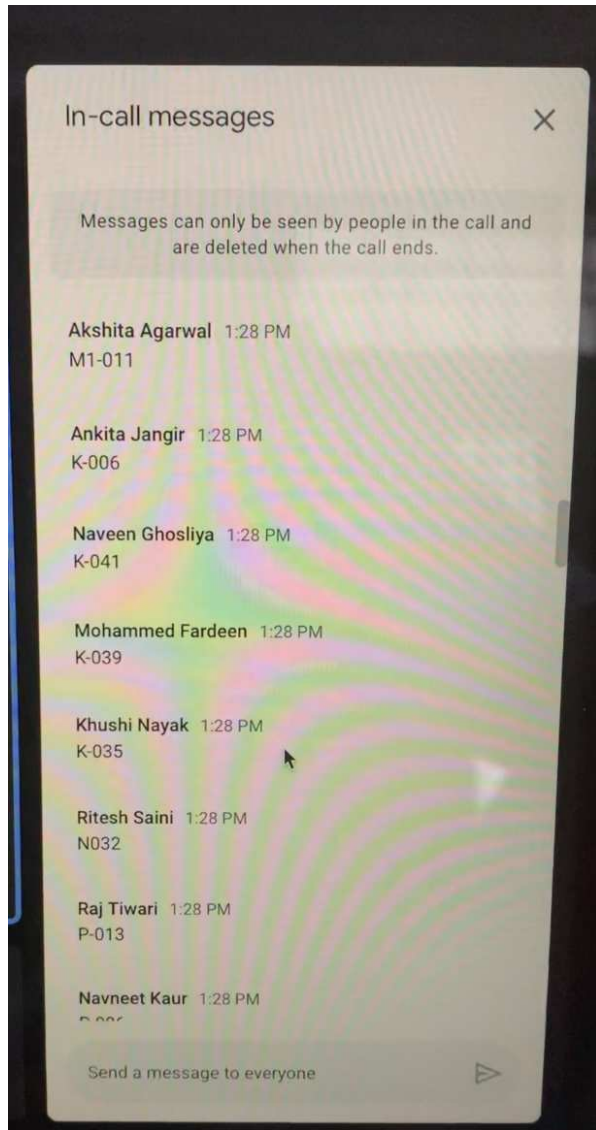 In-call messages
Messages can only be seen by people in the call and
are deleted when the call ends.
Akshita Agarwal 1:28 PM
M1-011
Ankita Jangir 1:28 PM
K-006
Naveen Ghosliya 1:28 PM
K-041
Mohammed Fardeen 1:28 PM
K-039
Khushi Nayak 1:28 PM
K-035
Ritesh Saini 1:28 PM
N032
Raj Tiwari 1:28 PM
P-013
Navneet Kaur 1:28 PM
Send a message to everyone